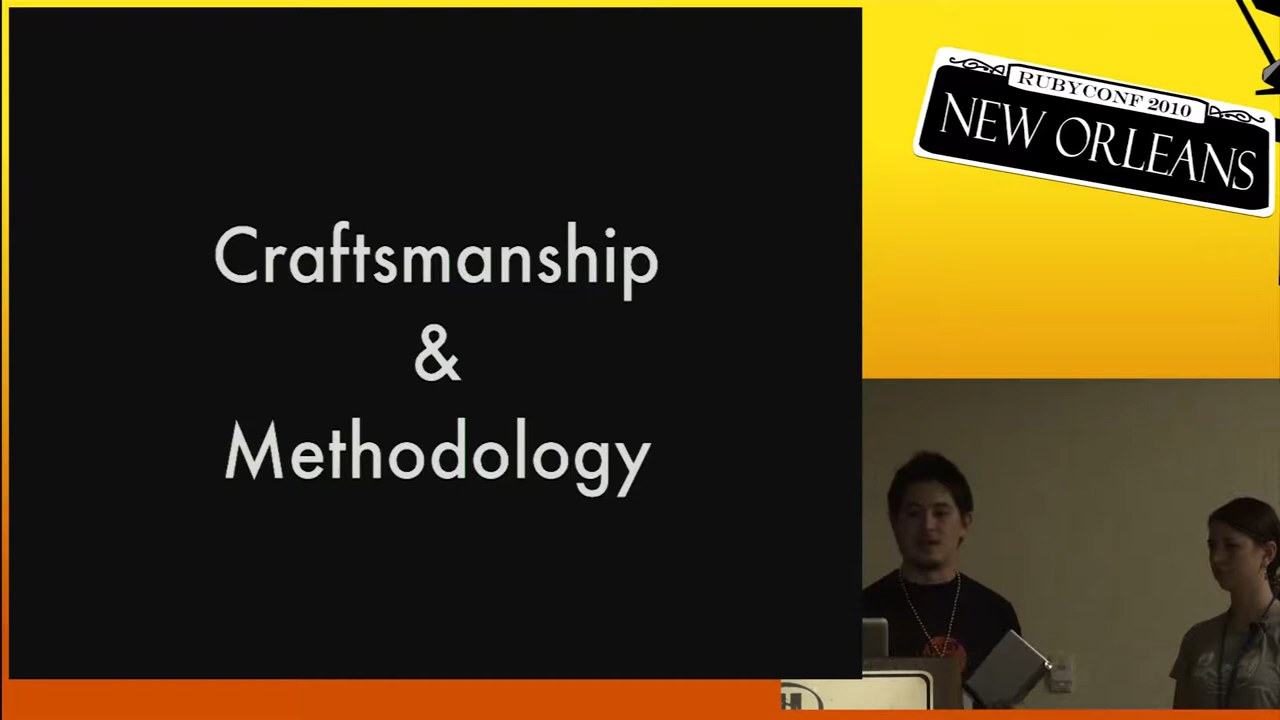 Craftsmanship
&
Methodology
RUBYCONF 2010
NEW ORLEANS
H